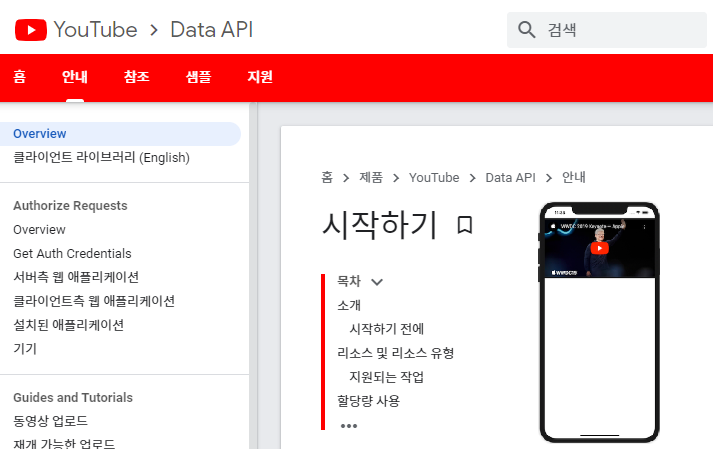 YouTube > Data API
검색
홈 안내 참조 샘플 지원
Overview
클라이언트 라이브러리 (English)
Authorize Requests
Overview
Get Auth Credentials
서버측 웹 애플리케이션
클라이언트측 웹 애플리케이션
설치된 애플리케이션
기기
Guides and Tutorials
동영상 업로드
재개 가능한 업로드
홈 > 제품 > YouTube > Data API > 안내
시작하기
목차
소개
시작하기 전에
리소스 및 리소스 유형
지원되는 작업
할당량 사용
WWDC 2019 Keynote — Apple
WWDC19